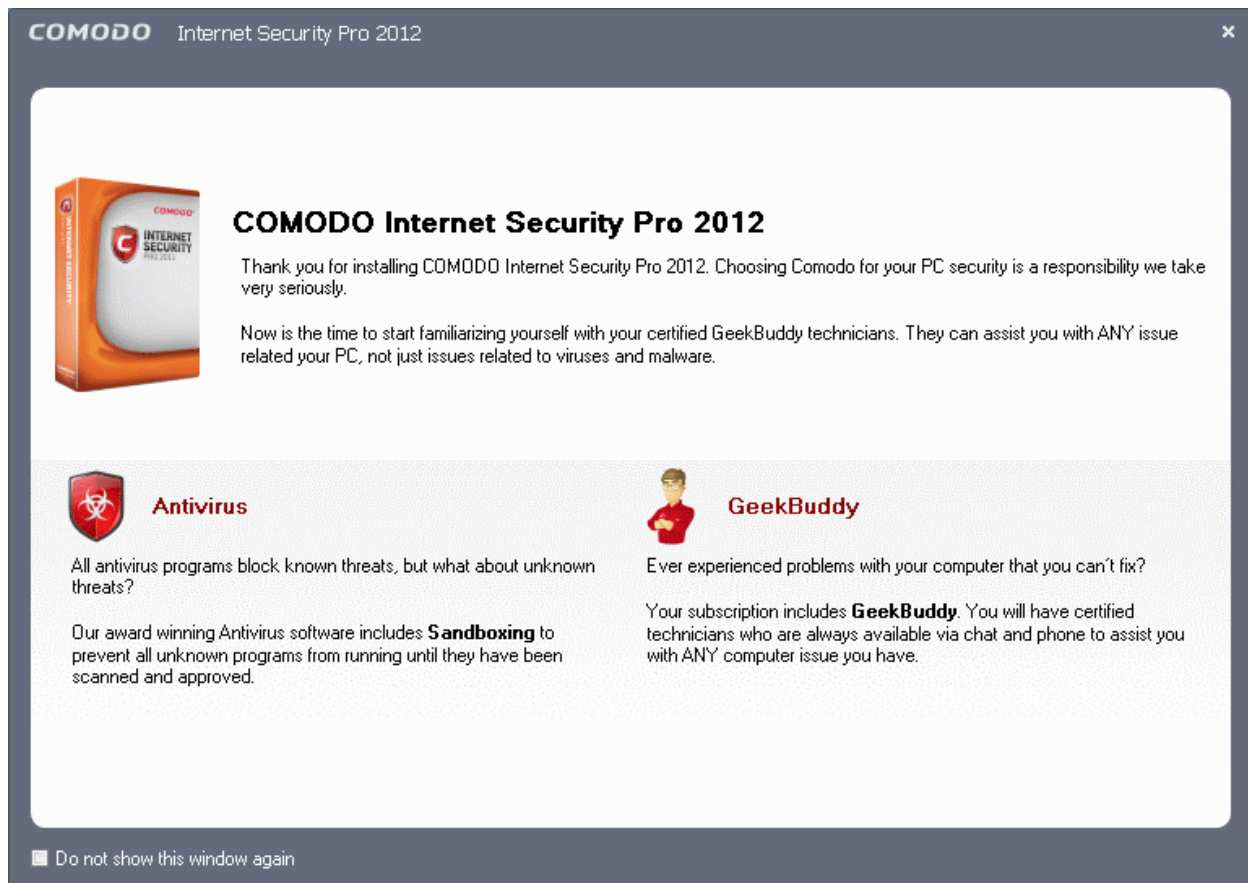 COMODO Internet Security Pro 2012
COMODO
INTERNET
SECURITY
PRO 2011
INTERNET SECURITY
COMODO Internet Security Pro 2012
Thank you for installing COMODO Internet Security Pro 2012. Choosing Comodo for your PC security is a responsibility we take
very seriously.
Now is the time to start familiarizing yourself with your certified GeekBuddy technicians. They can assist you with ANY issue
related your PC, not just issues related to viruses and malware.
Antivirus
All antivirus programs block known threats, but what about unknown
threats?
Our award winning Antivirus software includes Sandboxing to
prevent all unknown programs from running until they have been
scanned and approved.
GeekBuddy
Ever experienced problems with your computer that you can't fix?
Your subscription includes GeekBuddy. You will have certified
technicians who are always available via chat and phone to assist you
with ANY computer issue you have.
Do not show this window again